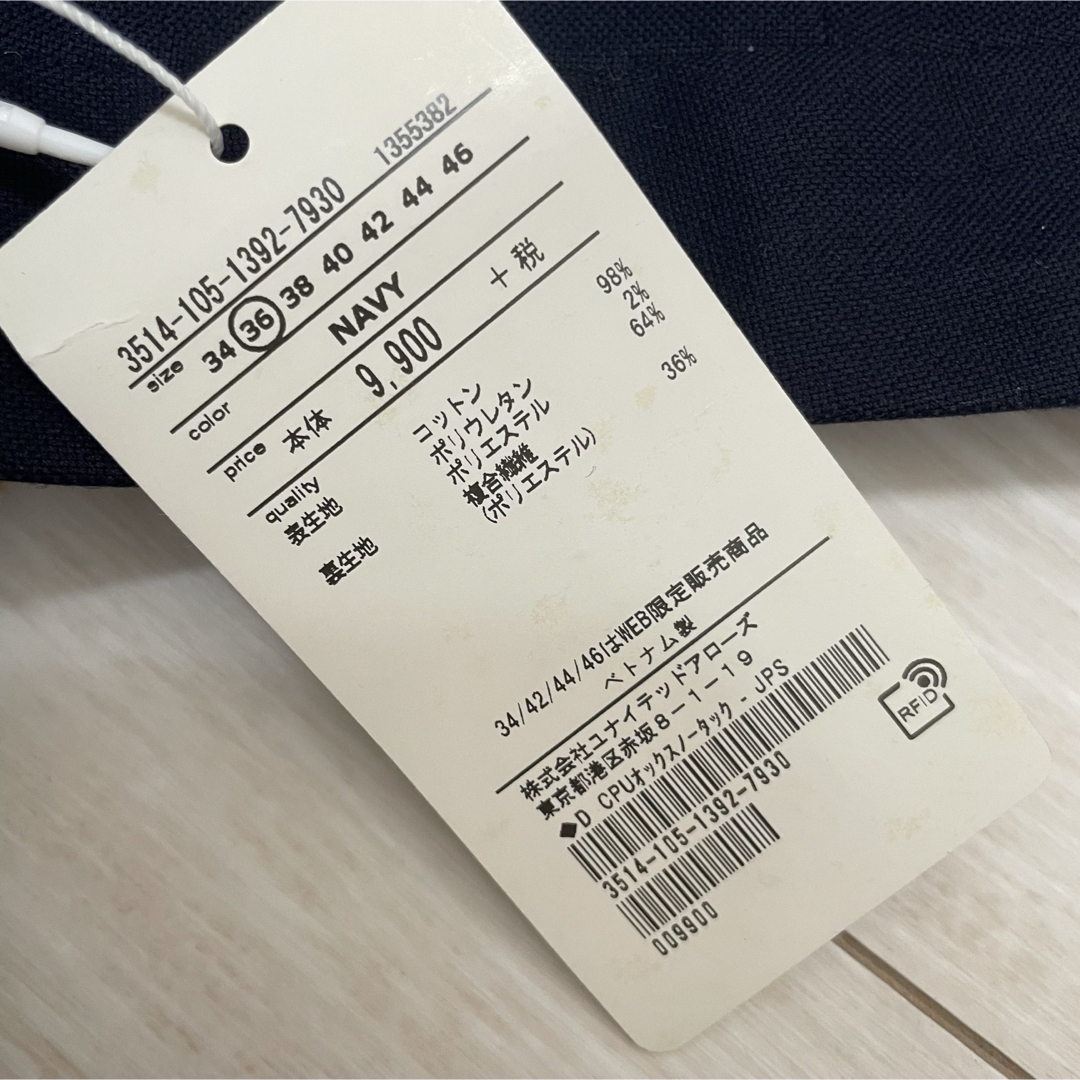 3514-105-1392-7930 1355382
size 34 36 38 40 42 44 46
color NAVY
price 本体 9,900 +税
quality
表生地 コットン 98%
ポリウレタン 2%
裏生地 ポリエステル 64%
複合繊維 36%
(ポリエステル)
34/42/44/46はWEB限定販売商品
ベトナム製
株式会社ユナイテッドアローズ
東京都港区赤坂8-1-19
◆D CPUオックスノータック - JPS
3514-105-1392-7930
009900
RFID